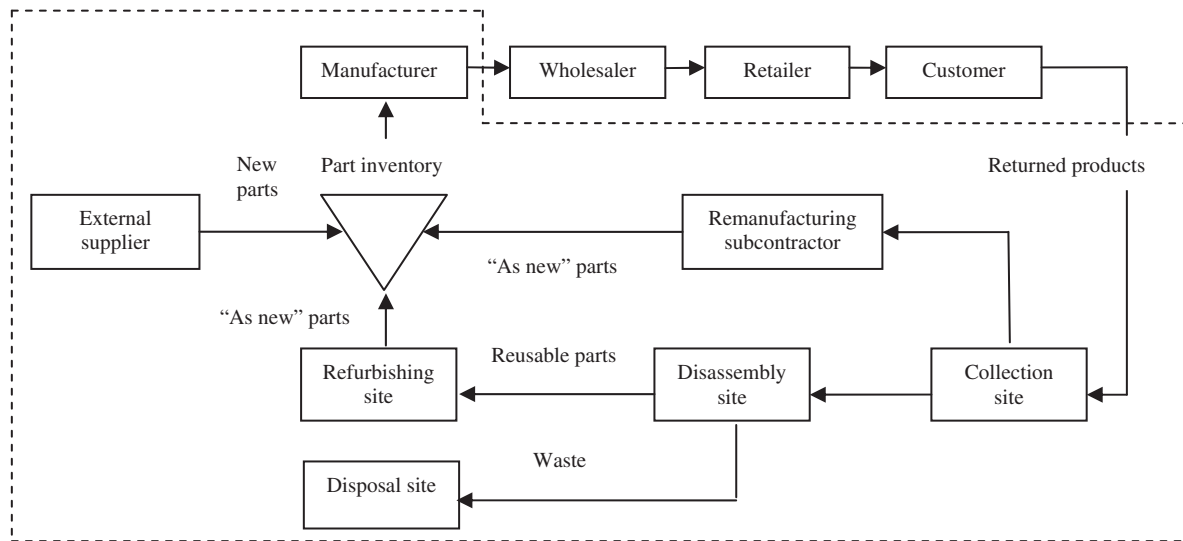 Manufacturer
Wholesaler
Retailer
Customer
New
parts
Part inventory
Returned products
External
supplier
Remanufacturing
subcontractor
“As new” parts
“As new” parts
Refurbishing
site
Reusable parts
Disassembly
site
Collection
site
Waste
Disposal site